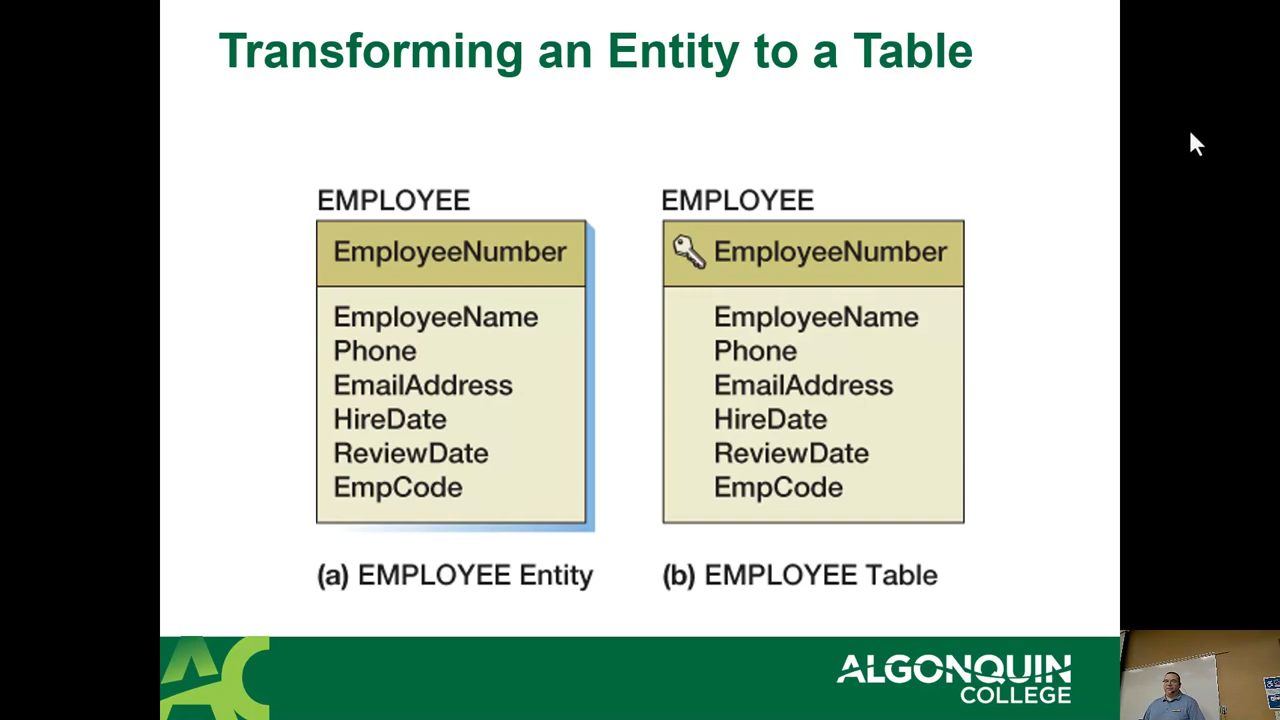 Transforming an Entity to a Table
EMPLOYEE
EmployeeNumber
EmployeeName
Phone
EmailAddress
HireDate
ReviewDate
EmpCode
(a) EMPLOYEE Entity
EMPLOYEE
EmployeeNumber
EmployeeName
Phone
EmailAddress
HireDate
ReviewDate
EmpCode
(b) EMPLOYEE Table
AC
ALGONQUIN
COLLEGE